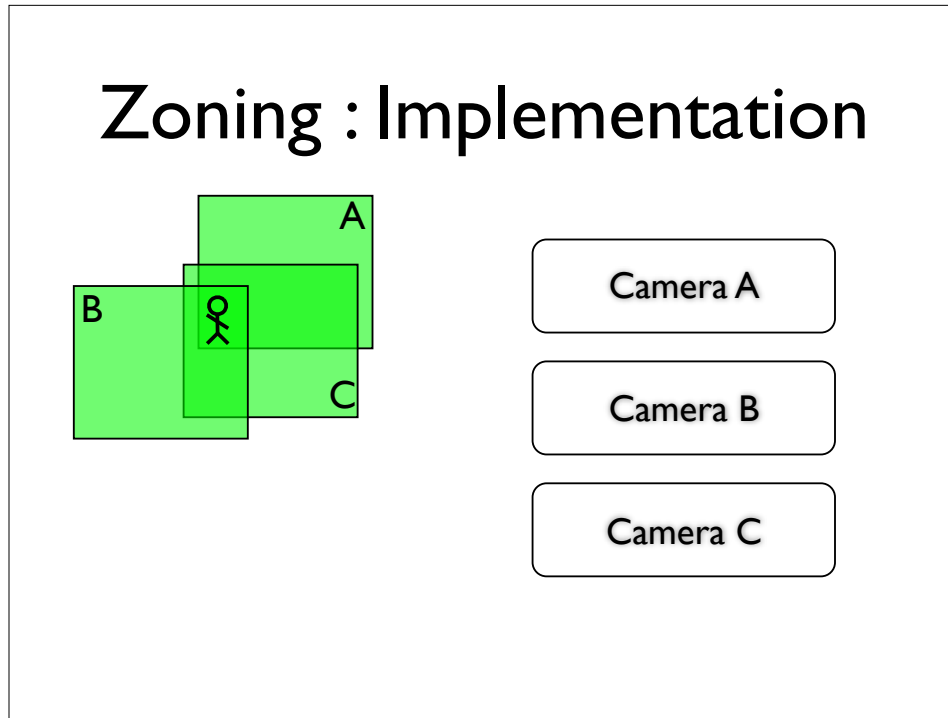 Zoning : Implementation
A
B
C
Camera A
Camera B
Camera C